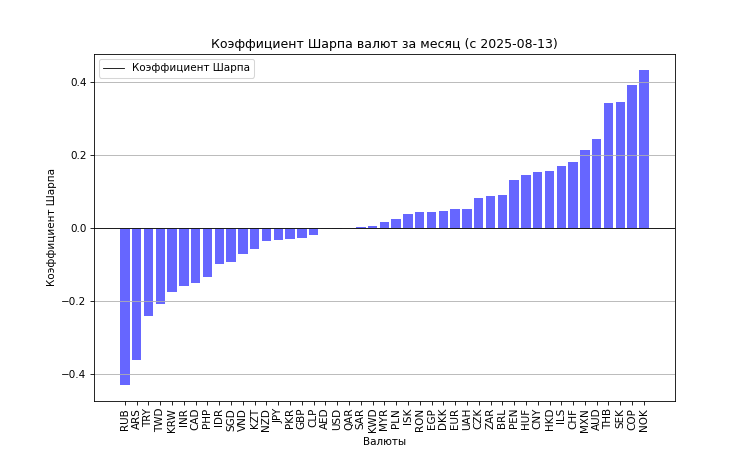 Коэффициент Шарпа валют за месяц (с 2025-08-13)
Коэффициент Шарпа
Коэффициент Шарпа
0.4
0.2
0.0
−0.2
−0.4
RUB
ARS
TRY
TWD
KRW
INR
CAD
PHP
IDR
SGD
VND
KZT
NZD
JPY
PKR
GBP
CLP
AED
USD
QAR
SAR
KWD
MYR
PLN
ISK
RON
EGP
DKK
EUR
UAH
CZK
ZAR
BRL
PEN
HUF
CNY
HKD
ILS
CHF
MXN
AUD
THB
SEK
COP
NOK
Валюты